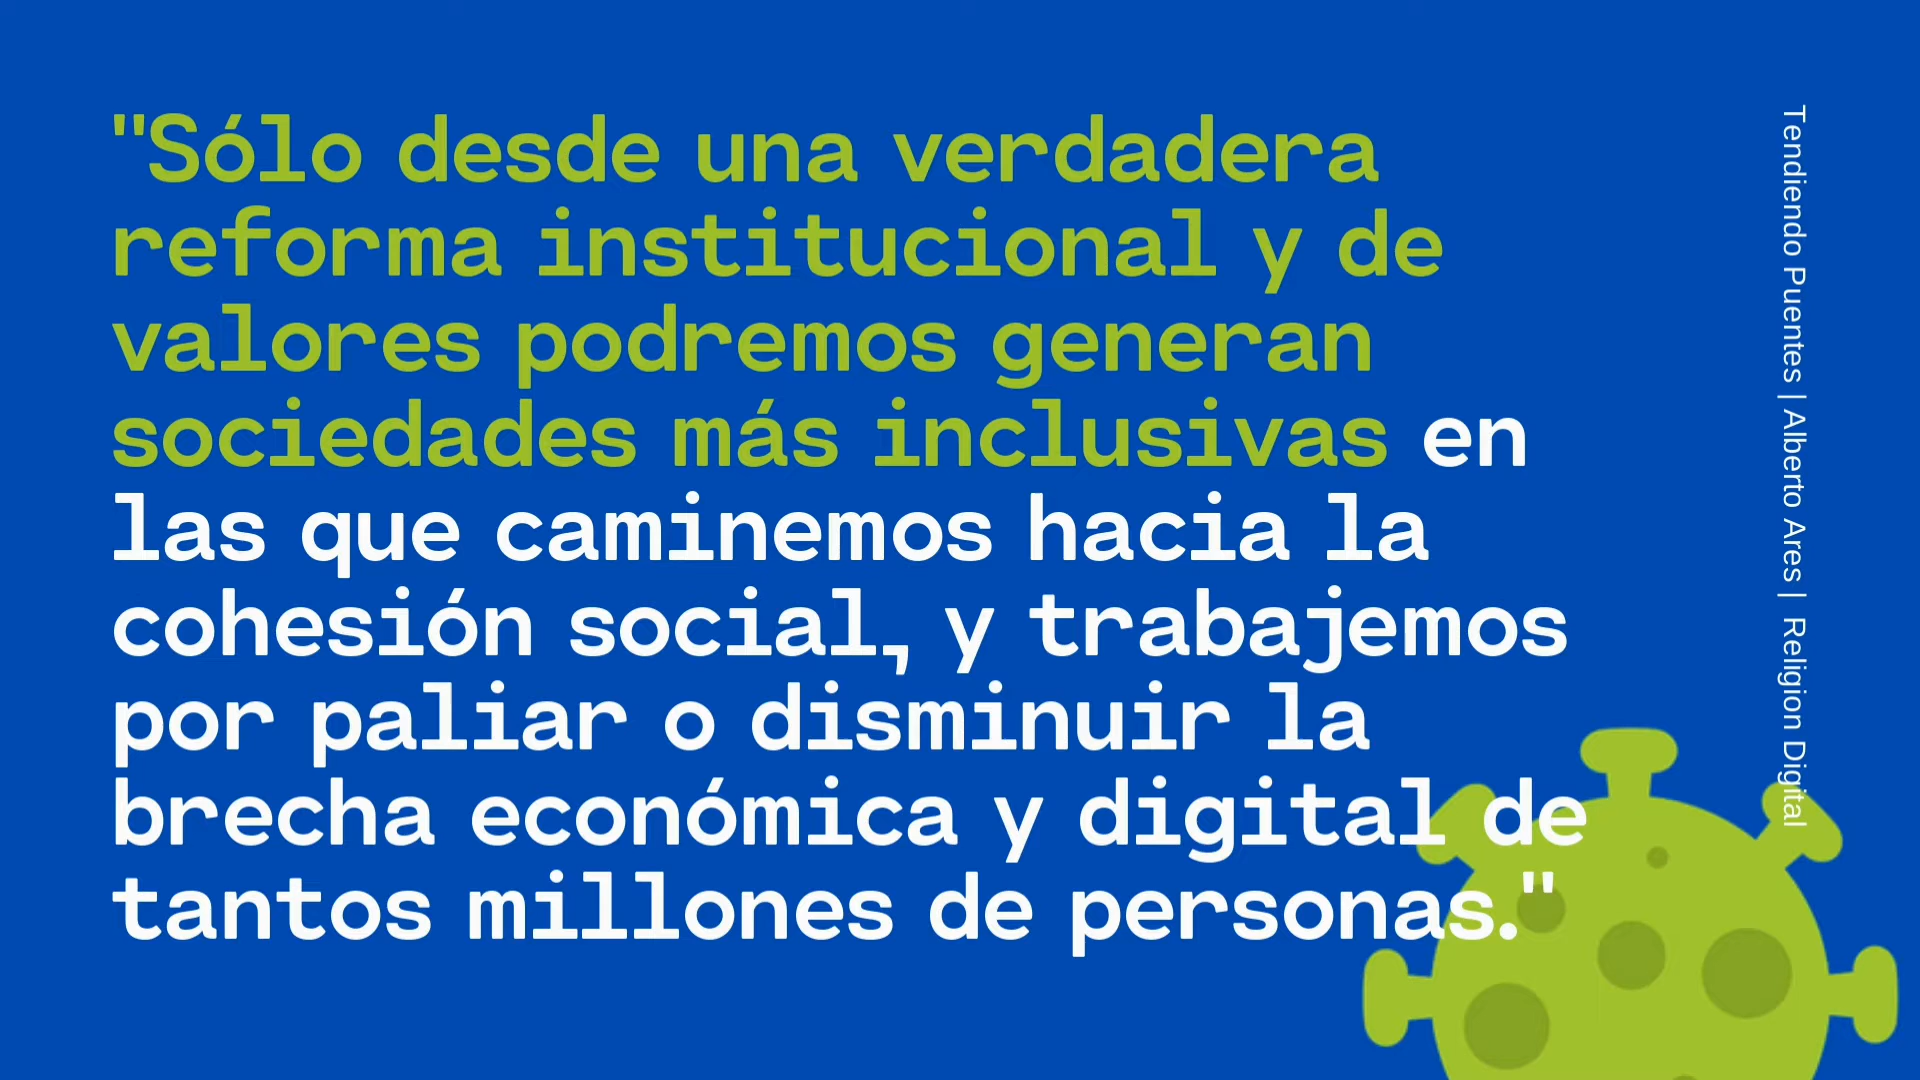 "Sólo desde una verdadera
reforma institucional y de
valores podremos generan
sociedades más inclusivas en
las que caminemos hacia la
cohesión social, y trabajemos
por paliar o disminuir la
brecha económica y digital de
tantos millones de personas."
Tendiendo Puentes | Alberto Ares | Religion Digital